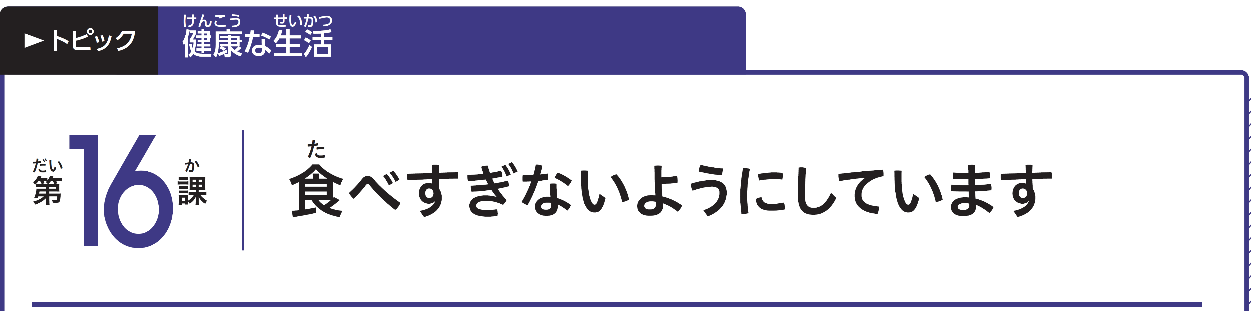 ▶トピック
けんこう せいかつ
健康な生活
だい か
第16課
た
食べすぎないようにしています